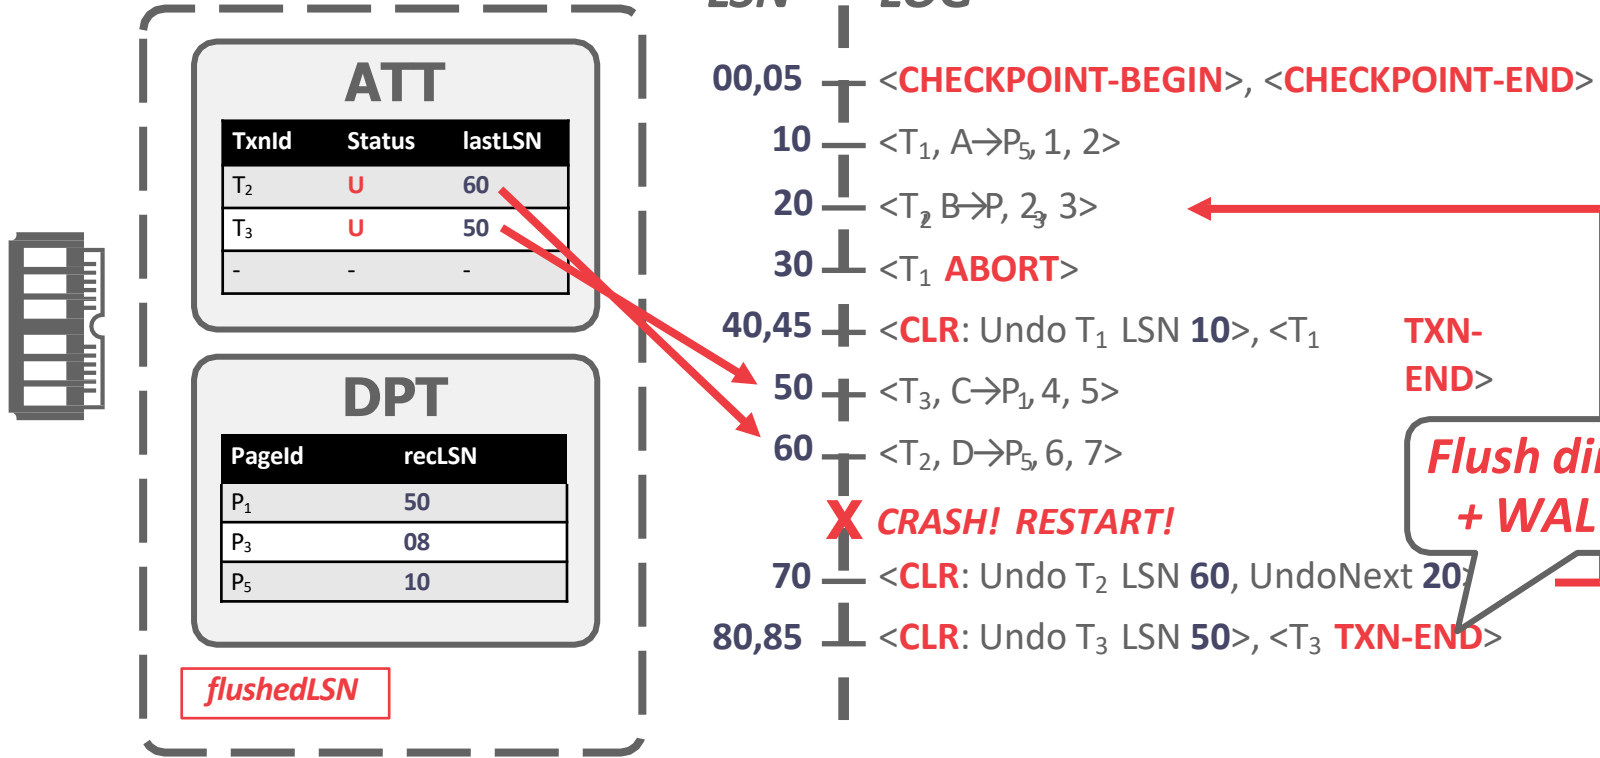 LSN LOG
ATT
TxnId Status lastLSN
T2 U 60
T3 U 50
- - -
DPT
PageId recLSN
P1 50
P3 08
P5 10
flushedLSN
00,05 <CHECKPOINT-BEGIN>, <CHECKPOINT-END>
10 <T1, A→P5, 1, 2>
20 <T2, B→P, 2,3, 3>
30 <T1 ABORT>
40,45 <CLR: Undo T1 LSN 10>, <T1 TXN-
END>
50 <T3, C→P1, 4, 5>
60 <T2, D→P5, 6, 7>
X CRASH! RESTART!
70 <CLR: Undo T2 LSN 60, UndoNext 20>
80,85 <CLR: Undo T3 LSN 50>, <T3 TXN-END>
Flush
+ WAL